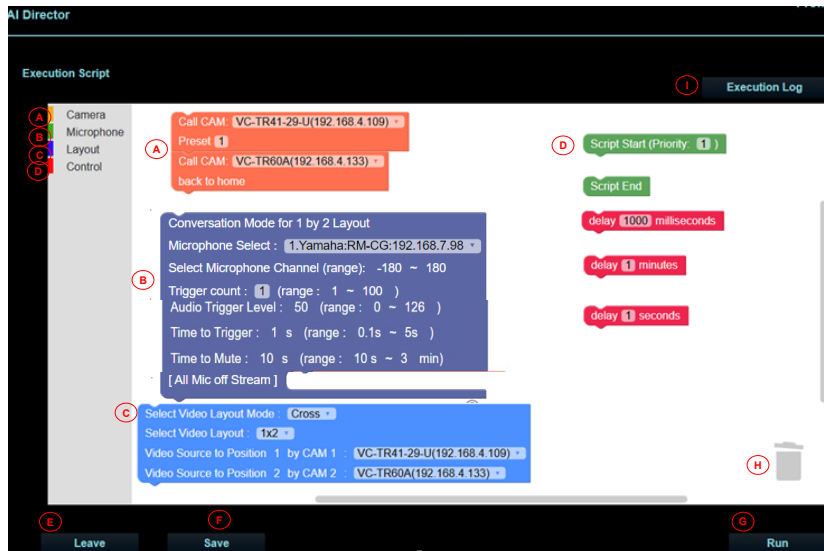 AI Director
Execution Script
I
Execution Log
A Camera
B Microphone
C Layout
D Control
A
Call CAM: VC-TR41-29-U(192.168.4.109)
Preset 1
Call CAM: VC-TR60A(192.168.4.133)
back to home
D
Script Start (Priority: 1 )
Script End
delay 1000 milliseconds
delay 1 minutes
delay 1 seconds
B
Conversation Mode for 1 by 2 Layout
Microphone Select : 1.Yamaha:RM-CG:192.168.7.98
Select Microphone Channel (range): -180 ~ 180
Trigger count : 1 (range : 1 ~ 100 )
Audio Trigger Level : 50 (range : 0 ~ 126 )
Time to Trigger : 1 s (range : 0.1s ~ 5s )
Time to Mute : 10 s (range : 10 s ~ 3 min)
[ All Mic off Stream ]
C
Select Video Layout Mode : Cross
Select Video Layout : 1x2
Video Source to Position 1 by CAM 1 : VC-TR41-29-U(192.168.4.109)
Video Source to Position 2 by CAM 2 : VC-TR60A(192.168.4.133)
H
E
F
G
Leave
Save
Run